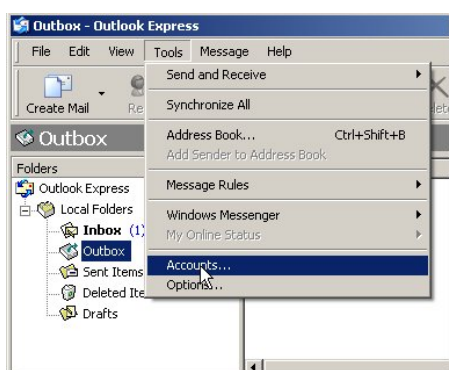 Outbox - Outlook Express
File Edit View Tools Message Help
Create Mail Re
Send and Receive
Synchronize All
Address Book... Ctrl+Shift+B
Add Sender to Address Book
Message Rules
Windows Messenger
My Online Status
Accounts...
Options...
Outbox
Folders
Outlook Express
Local Folders
Inbox (1)
Outbox
Sent Items
Deleted Ite
Drafts